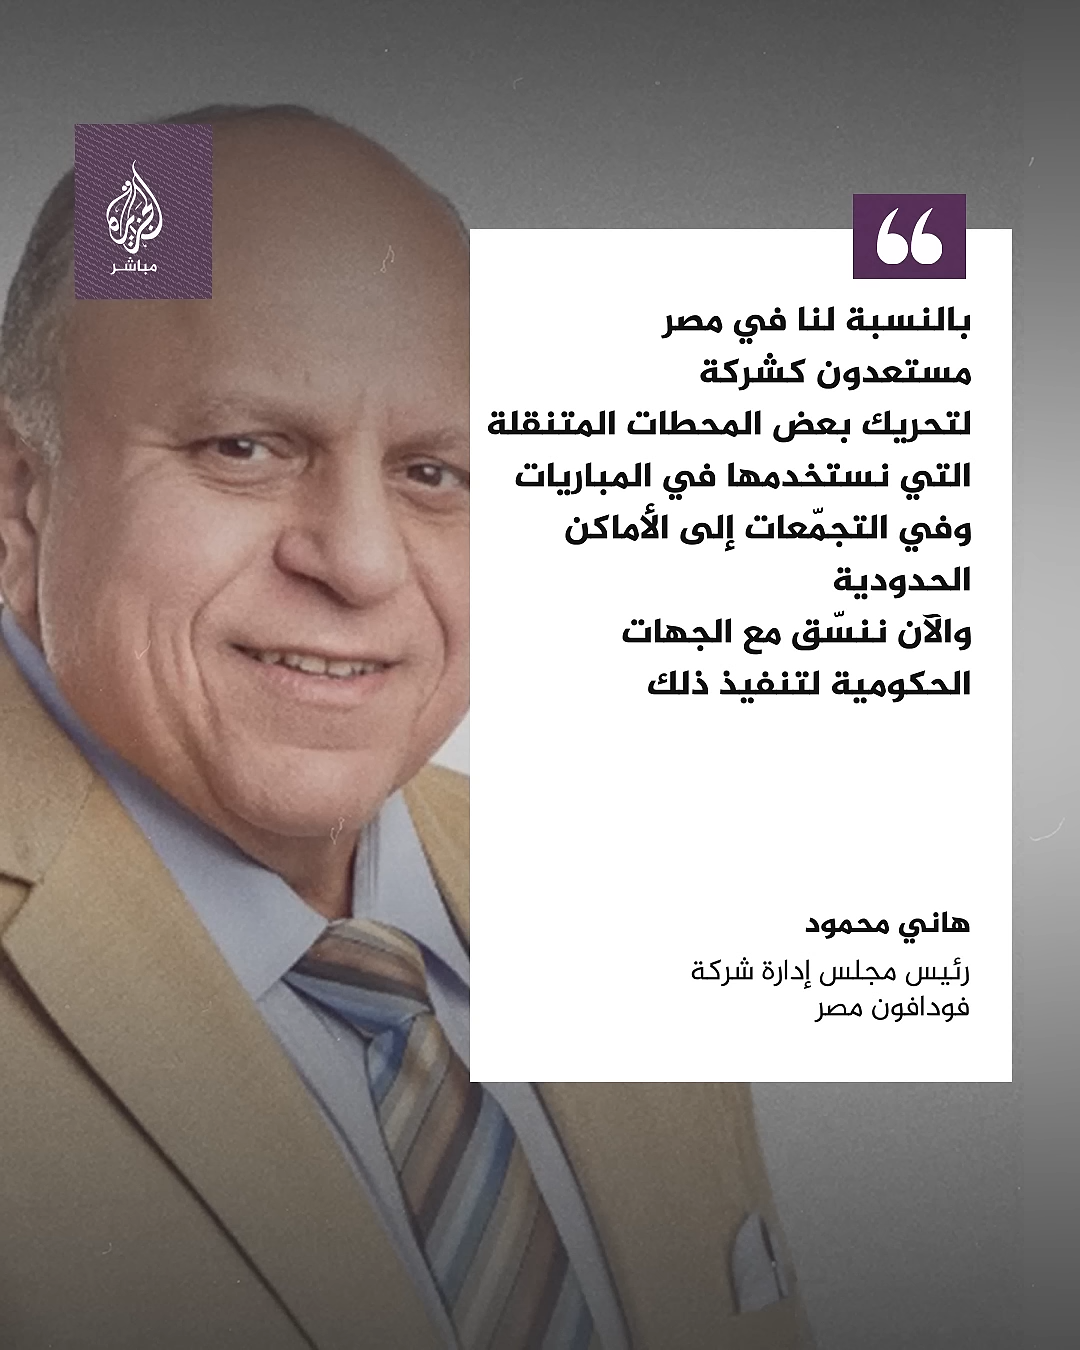 الجزيرة
مباشر
بالنسبة لنا في مصر
مستعدون كشركة
لتحريك بعض المحطات المتنقلة
التي نستخدمها في المباريات
وفي التجمّعات إلى الأماكن
الحدودية
والآن ننسّق مع الجهات
الحكومية لتنفيذ ذلك
هاني محمود
رئيس مجلس إدارة شركة
فودافون مصر